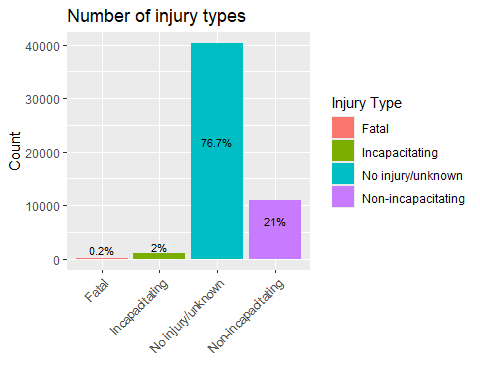 Number of injury types
Count
40000
30000
20000
10000
0
0.2%
2%
76.7%
21%
Fatal
Incapacitating
No injury/unknown
Non-incapacitating
Injury Type
Fatal
Incapacitating
No injury/unknown
Non-incapacitating